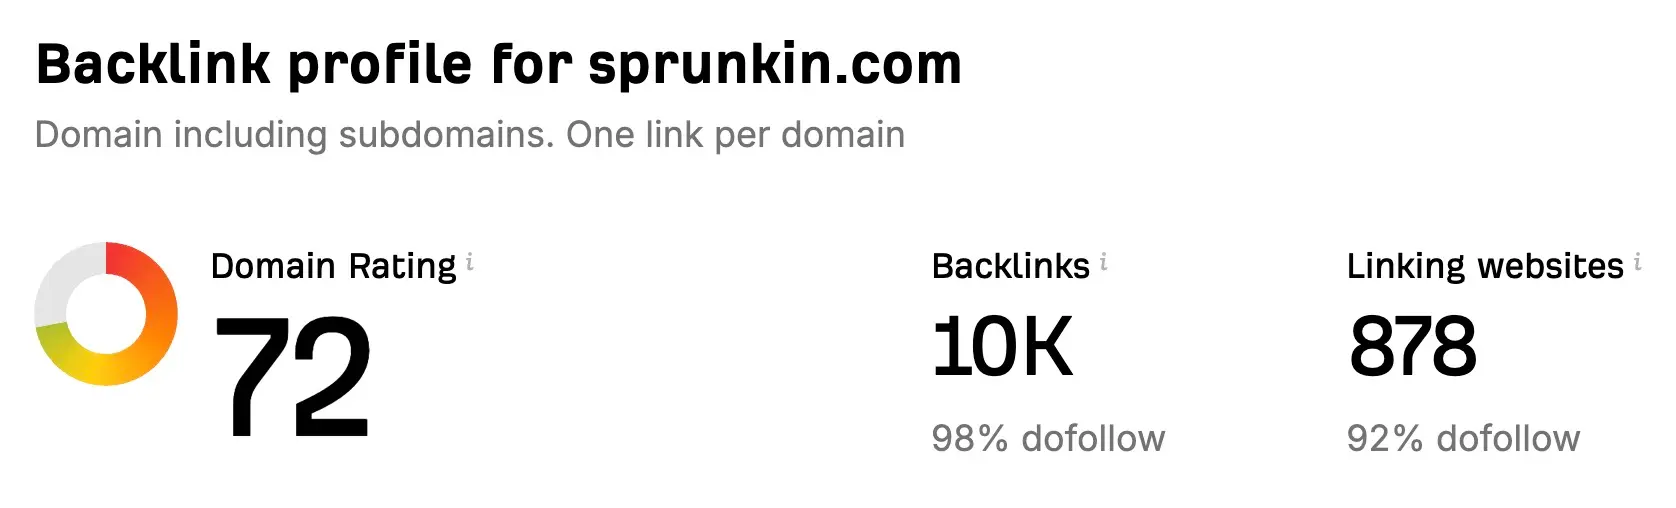 Backlink profile for sprunkin.com
Domain including subdomains. One link per domain
Domain Rating i
72
Backlinks i
10K
98% dofollow
Linking websites i
878
92% dofollow